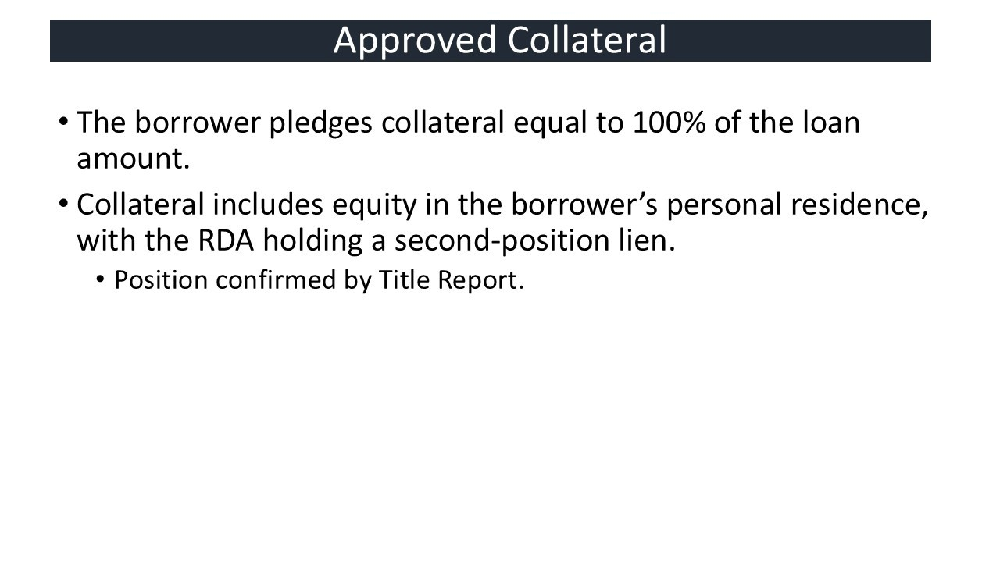 Approved Collateral
• The borrower pledges collateral equal to 100% of the loan
amount.
• Collateral includes equity in the borrower’s personal residence,
with the RDA holding a second-position lien.
• Position confirmed by Title Report.